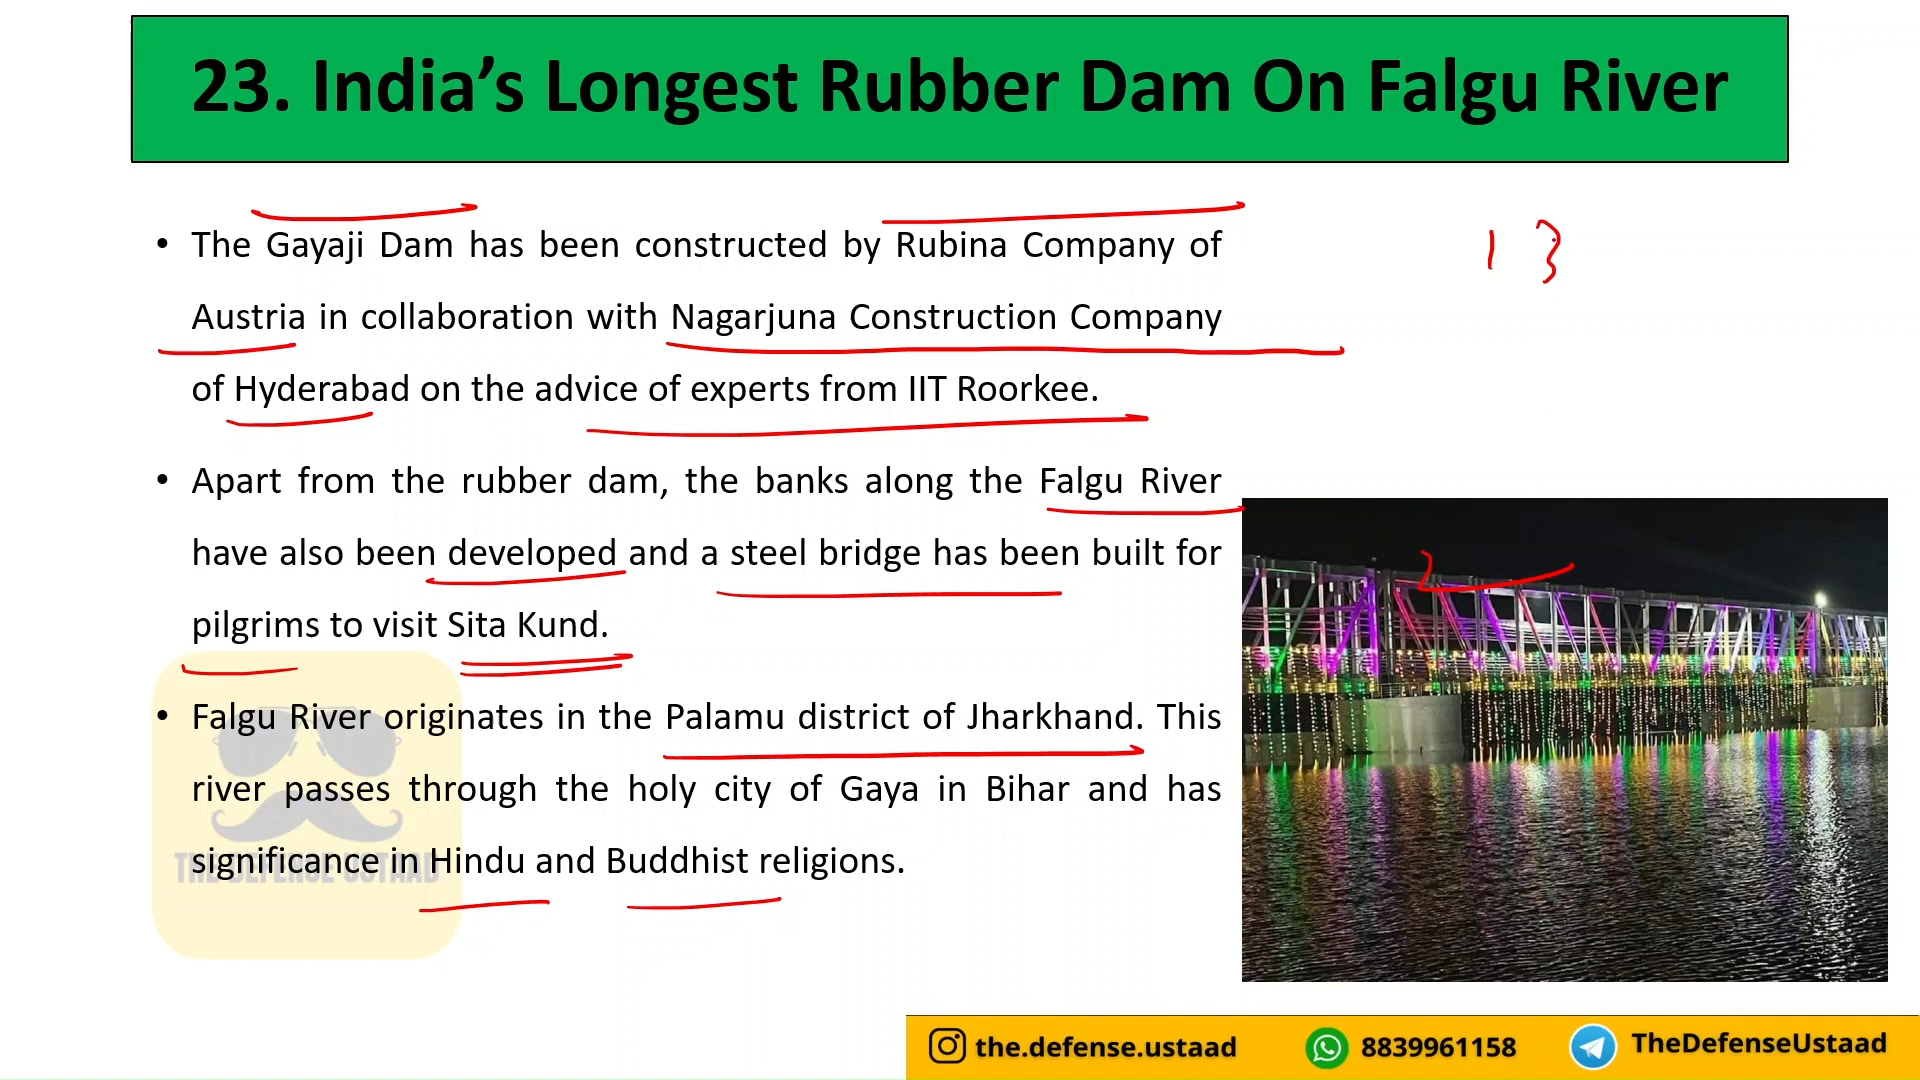 23. India’s Longest Rubber Dam On Falgu River
• The Gayaji Dam has been constructed by Rubina Company of
Austria in collaboration with Nagarjuna Construction Company
of Hyderabad on the advice of experts from IIT Roorkee.
• Apart from the rubber dam, the banks along the Falgu River
have also been developed and a steel bridge has been built for
pilgrims to visit Sita Kund.
• Falgu River originates in the Palamu district of Jharkhand. This
river passes through the holy city of Gaya in Bihar and has
significance in Hindu and Buddhist religions.
THE DEFENSE USTAAD
the.defense.ustaad
8839961158
TheDefenseUstaad